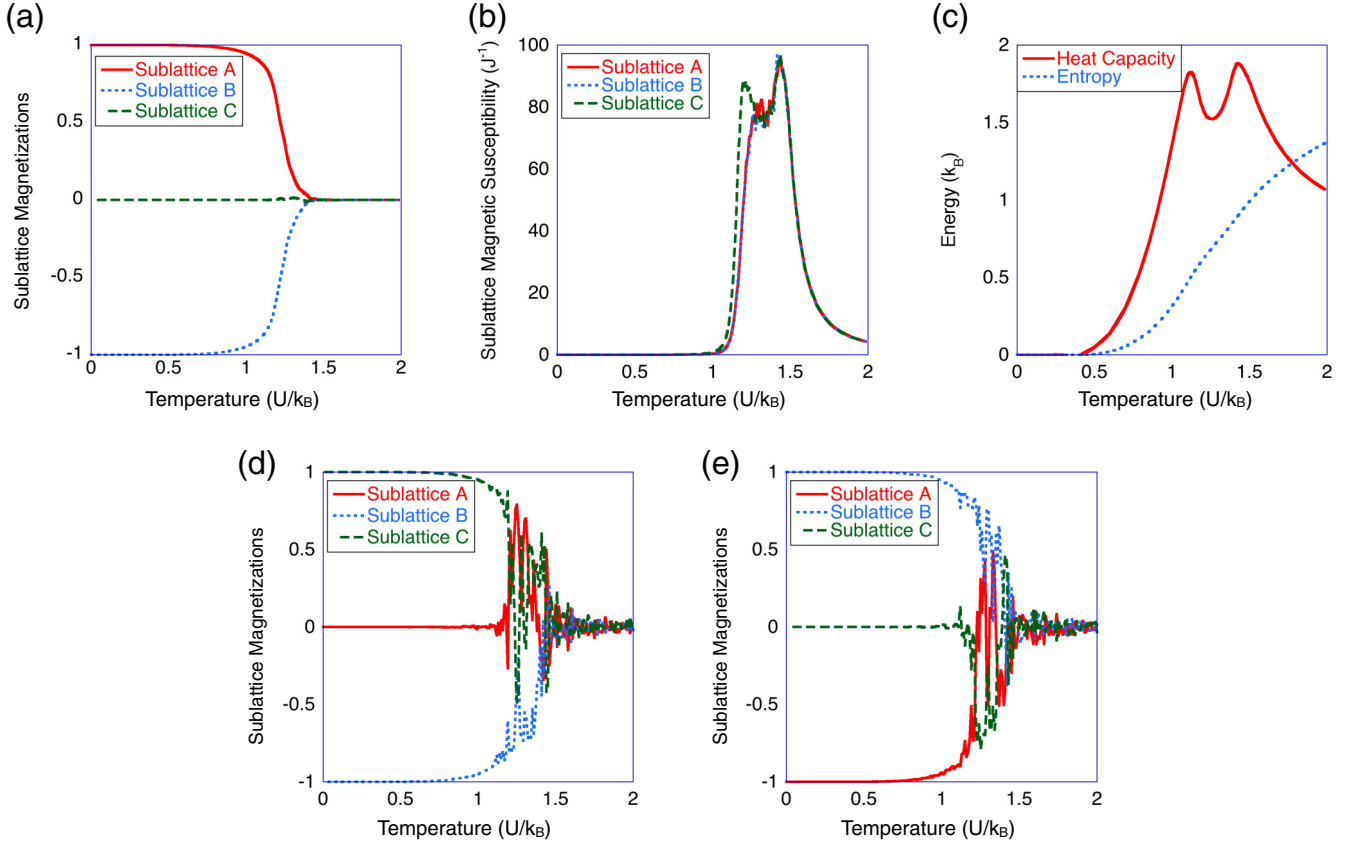 (a)
Sublattice Magnetizations
1
0.5
0
-0.5
-1
Sublattice A
Sublattice B
Sublattice C
0
0.5
1
1.5
2
Temperature (U/kB)
(b)
Sublattice Magnetic Susceptibility (J⁻¹)
100
80
60
40
20
0
Sublattice A
Sublattice B
Sublattice C
0
0.5
1
1.5
2
Temperature (U/kB)
(c)
Energy (kB)
2
1.5
1
0.5
0
Heat Capacity
Entropy
0
0.5
1
1.5
2
Temperature (U/kB)
(d)
Sublattice Magnetizations
1
0.5
0
-0.5
-1
Sublattice A
Sublattice B
Sublattice C
0
0.5
1
1.5
2
Temperature (U/kB)
(e)
Sublattice Magnetizations
1
0.5
0
-0.5
-1
Sublattice A
Sublattice B
Sublattice C
0
0.5
1
1.5
2
Temperature (U/kB)